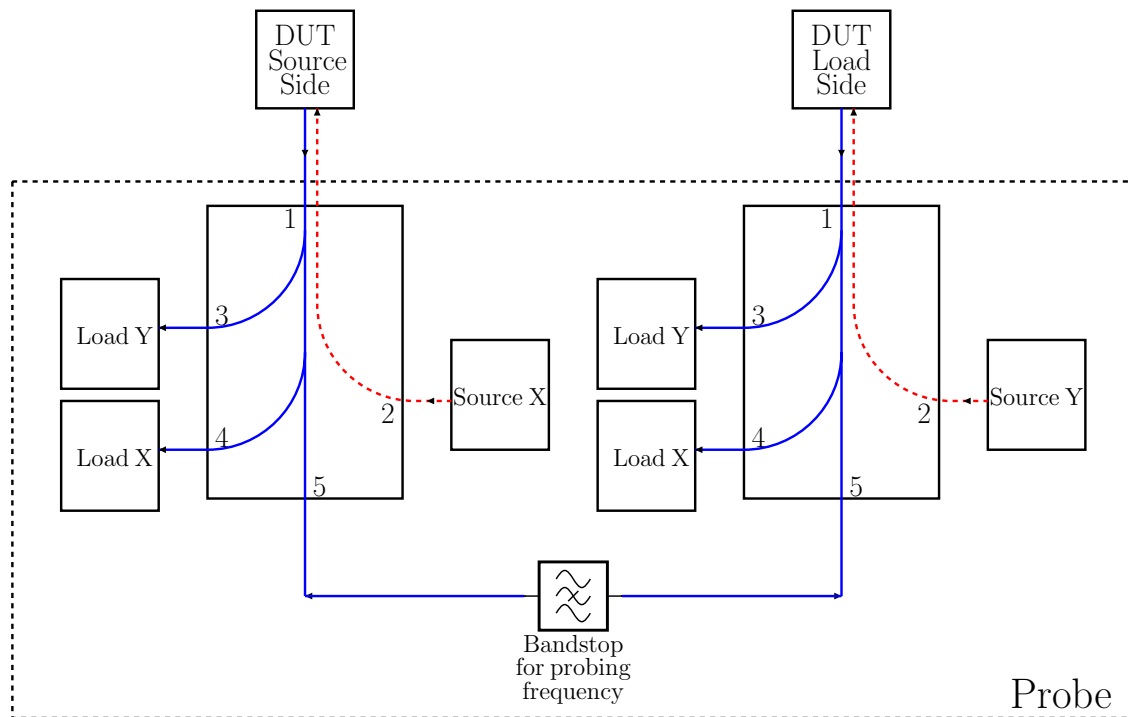 DUT
Source
Side
DUT
Load
Side
1
1
3
Load Y
3
Load Y
2
Source X
2
Source Y
4
Load X
4
Load X
5
5
Bandstop
for probing
frequency
Probe